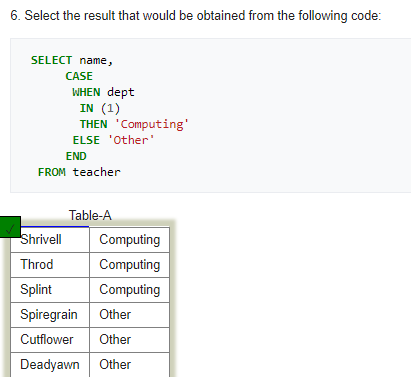 6. Select the result that would be obtained from the following code:
SELECT name,
CASE
WHEN dept
IN (1)
THEN 'Computing'
ELSE 'Other'
END
FROM teacher
Table-A
Shrivell Computing
Throd Computing
Splint Computing
Spiregrain Other
Cutflower Other
Deadyawn Other